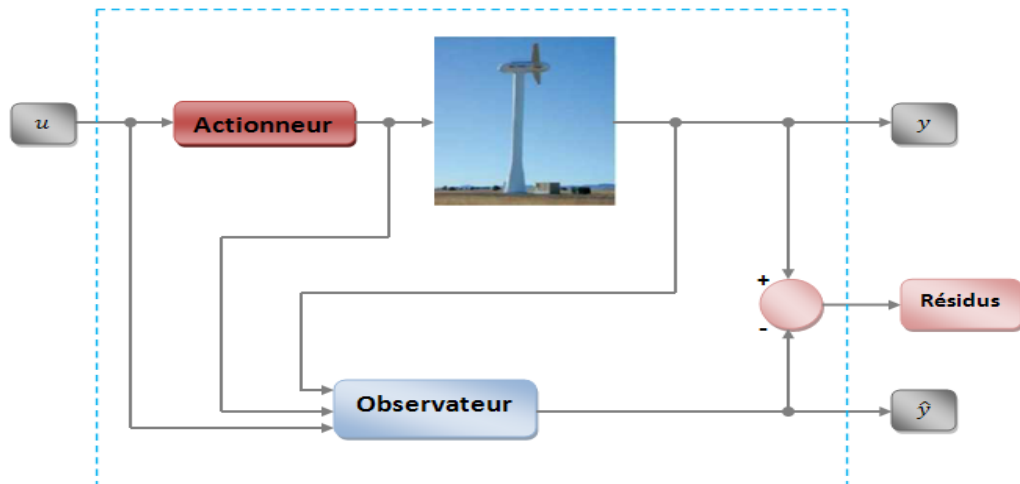 u
Actionneur
y
+
Résidus
-
Observateur
ŷ